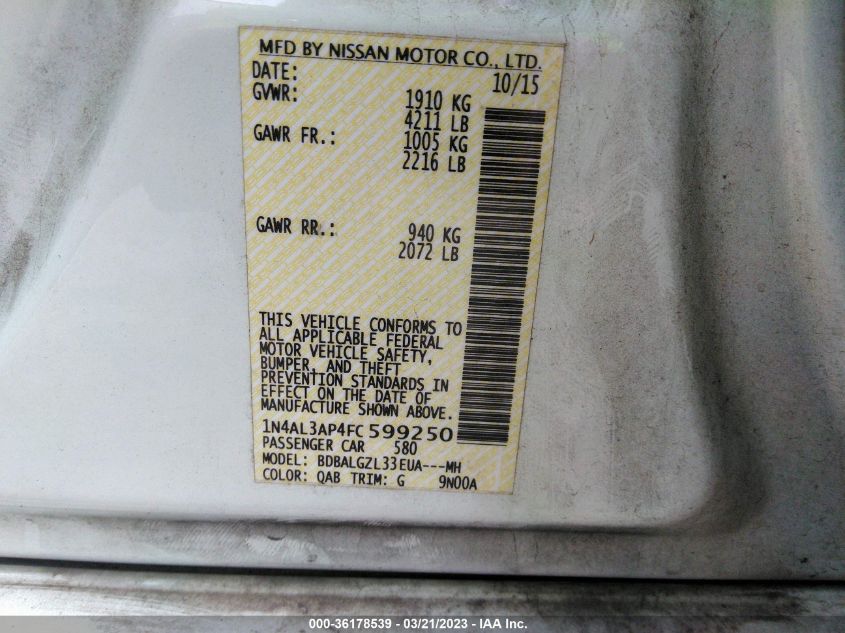 MFD BY NISSAN MOTOR CO., LTD.
DATE: 10/15
GVWR: 1910 KG
4211 LB
GAWR FR.: 1005 KG
2216 LB
GAWR RR.: 940 KG
2072 LB
THIS VEHICLE CONFORMS TO
ALL APPLICABLE FEDERAL
MOTOR VEHICLE SAFETY,
BUMPER, AND THEFT
PREVENTION STANDARDS IN
EFFECT ON THE DATE OF
MANUFACTURE SHOWN ABOVE.
1N4AL3AP4FC599250
PASSENGER CAR 580
MODEL: BDBALGZL33EUA---MH
COLOR: QAB TRIM: G 9N00A
000-36178539 - 03/21/2023 - IAA Inc.